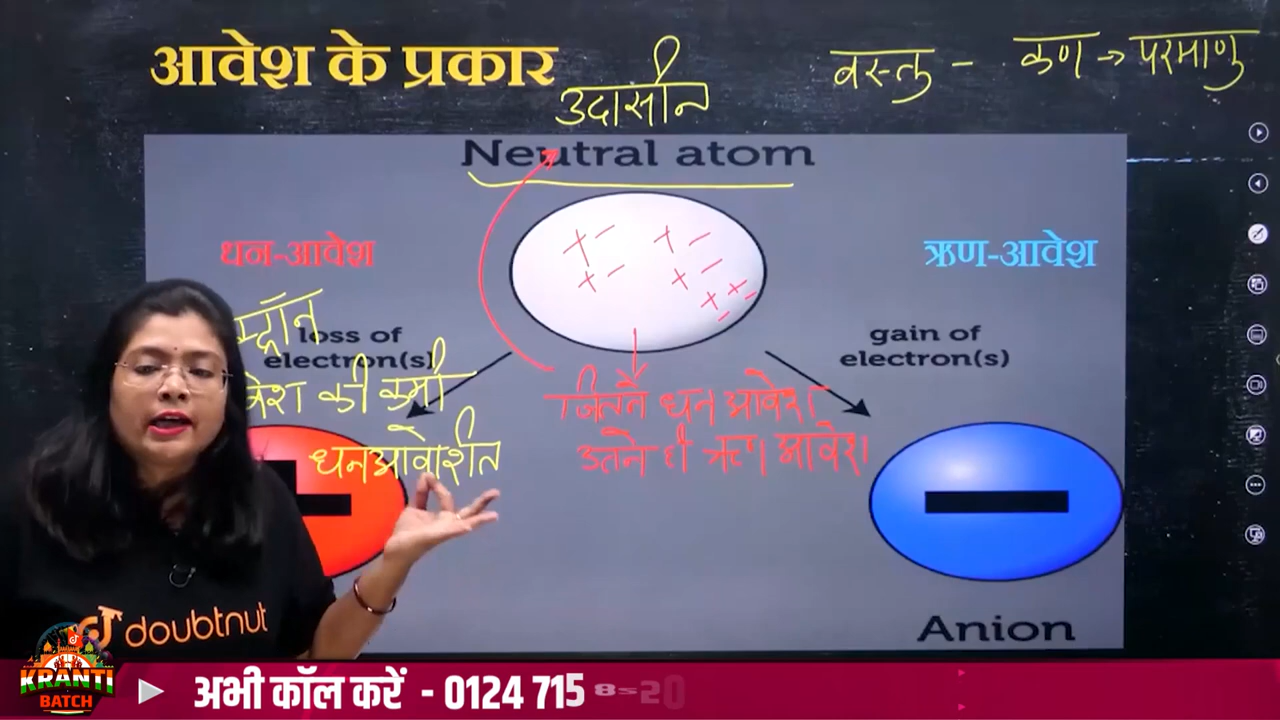 आवेश के प्रकार
उदासीन
वस्तु - कण → परमाणु
Neutral atom
धन-आवेश
ऋण-आवेश
loss of
electron(s)
gain of
electron(s)
की कमी
धनआवेशित
जितने धन आवेश
उतने ही ऋण आवेश
Anion
doubtnut
KRANTI
BATCH
अभी कॉल करें - 0124 715